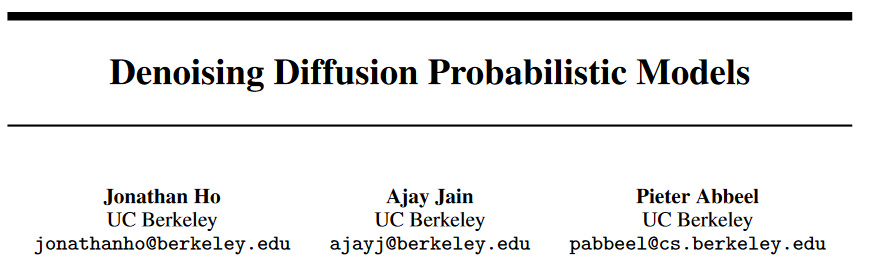 Denoising Diffusion Probabilistic Models
Jonathan Ho
UC Berkeley
jonathanho@berkeley.edu
Ajay Jain
UC Berkeley
ajayj@berkeley.edu
Pieter Abbeel
UC Berkeley
pabbeel@cs.berkeley.edu